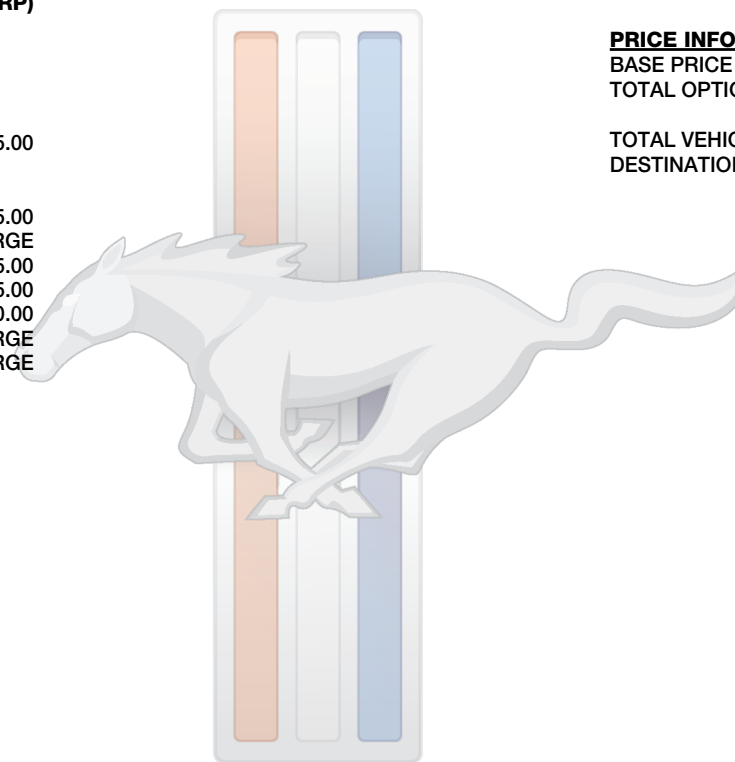 RP)
5.00
5.00
RGE
5.00
5.00
0.00
RGE
RGE
PRICE INFO
BASE PRICE
TOTAL OPTIO
TOTAL VEHIC
DESTINATION